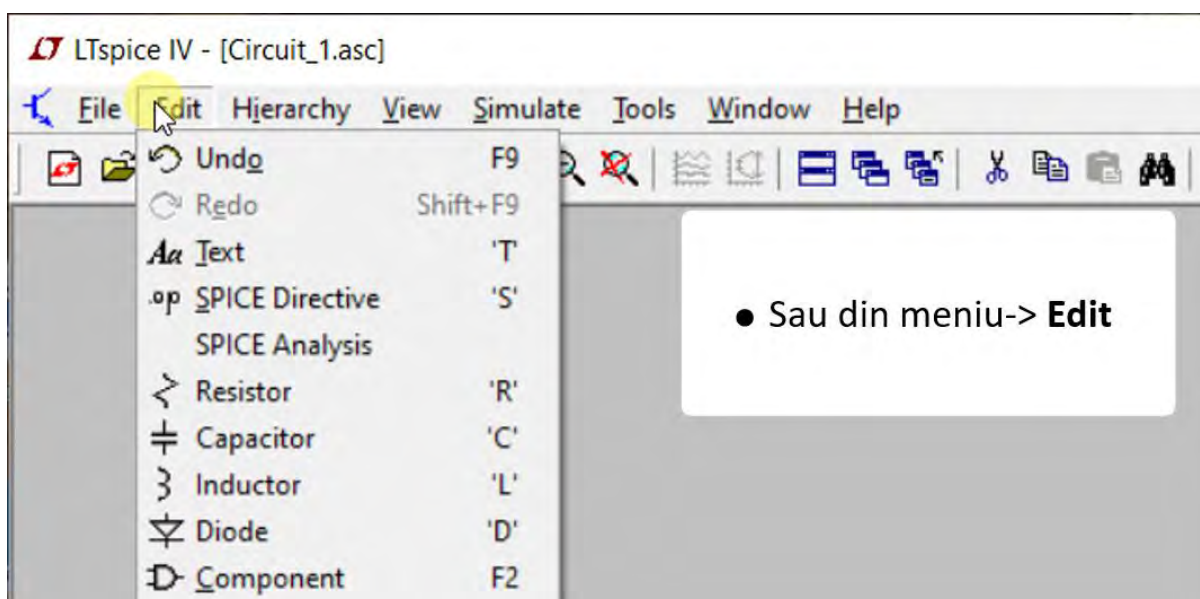 LTspice IV - [Circuit_1.asc]
File Edit Hierarchy View Simulate Tools Window Help
Undo F9
Redo Shift+F9
Aa Text 'T'
.op SPICE Directive 'S'
SPICE Analysis
Resistor 'R'
Capacitor 'C'
Inductor 'L'
Diode 'D'
Component F2
● Sau din meniu-> Edit